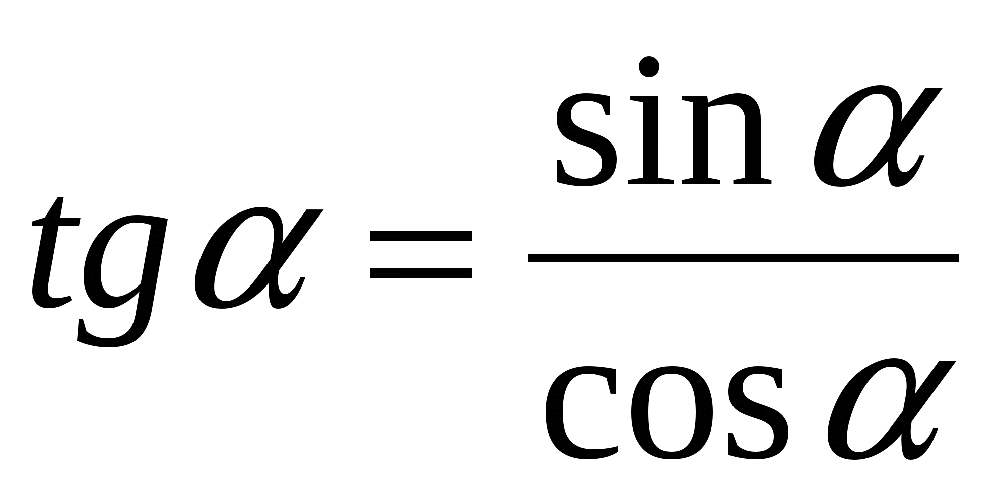 tg α = sin α / cos α